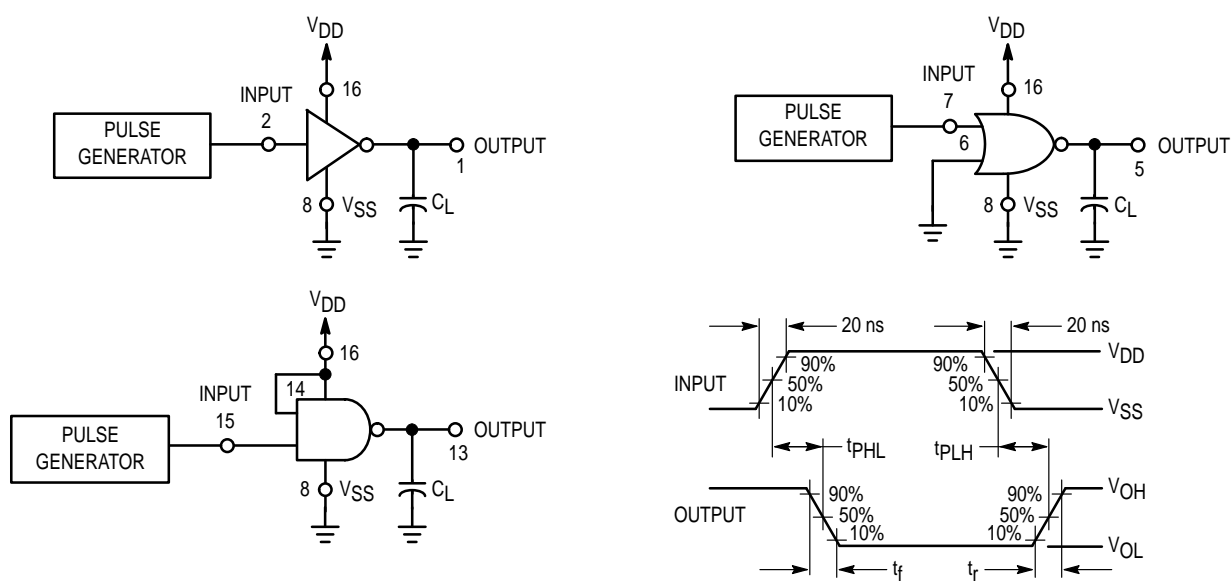 VDD
16
INPUT
2
PULSE
GENERATOR
OUTPUT
1
8
VSS
CL
VDD
16
INPUT
7
PULSE
GENERATOR
6
OUTPUT
5
8
VSS
CL
VDD
16
14
INPUT
15
PULSE
GENERATOR
OUTPUT
13
8
VSS
CL
20 ns
20 ns
INPUT
90%
50%
10%
90%
50%
10%
VDD
VSS
tPHL
tPLH
OUTPUT
90%
50%
10%
90%
50%
10%
VOH
VOL
tf
tr